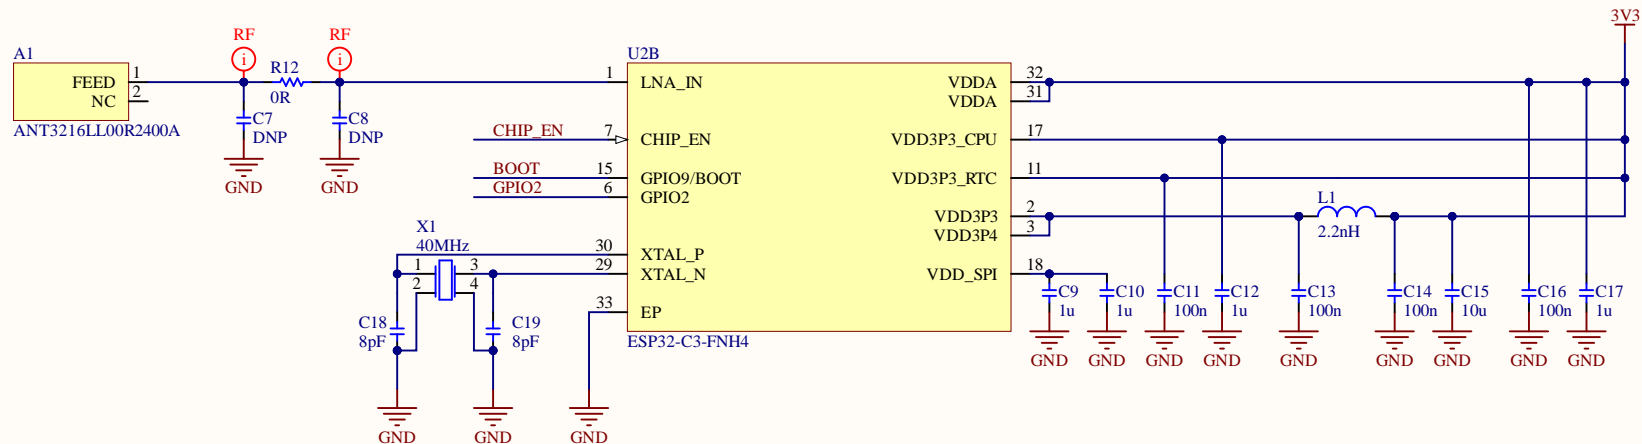 3V3
RF
RF
i
i
A1
FEED
NC
1
2
ANT3216LL00R2400A
R12
0R
C7
DNP
GND
C8
DNP
GND
U2B
1
LNA_IN
CHIP_EN
7
CHIP_EN
BOOT
15
GPIO9/BOOT
GPIO2
6
GPIO2
30
XTAL_P
29
XTAL_N
33
EP
ESP32-C3-FNH4
VDDA
32
VDDA
31
VDD3P3_CPU
17
VDD3P3_RTC
11
VDD3P3
2
VDD3P4
3
VDD_SPI
18
X1
40MHz
1
2
3
4
C18
8pF
C19
8pF
GND
GND
GND
L1
2.2nH
C9
1u
GND
C10
1u
GND
C11
100n
GND
C12
1u
GND
C13
100n
GND
C14
100n
GND
C15
10u
GND
C16
100n
GND
C17
1u
GND